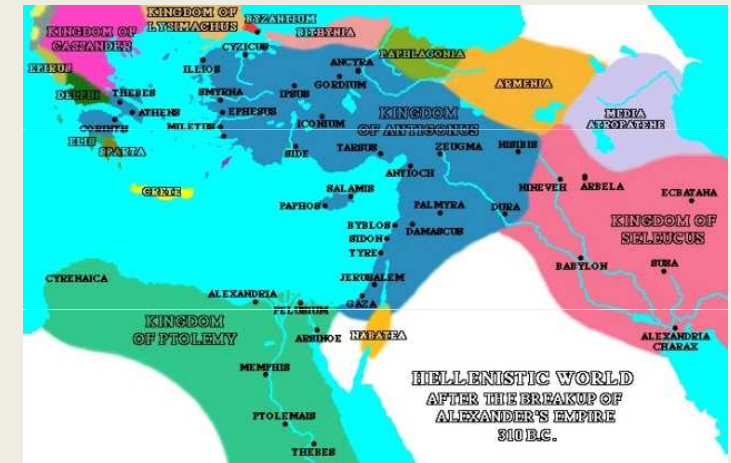 KINGDOM OF
LYSIMACHUS
BYZANTIUM
BITHYNIA
KINGDOM OF
CASSANDER
CYZICUS
PAPHLAGONIA
EPIRUS
ILLIOS
ANCYRA
GORDIUM
ARMENIA
DELPHI
THEBES
SMYRNA
IPSUS
ATHENS
EPHESUS
KINGDOM
OF ANTIGONUS
MEDIA
ATROPATENE
CORINTH
MILETUS
ICONIUM
ELIS
SPARTA
SIDE
TARSUS
ZEUGMA
NISIBIS
ANTIOCH
CRETE
SALAMIS
NINEVEH
ARBELA
ECBATANA
PAPHOS
PALMYRA
DURA
KINGDOM OF
SELEUCUS
BYBLOS
DAMASCUS
SIDON
TYRE
BABYLON
SUSA
CYRENAICA
JERUSALEM
ALEXANDRIA
GAZA
PELUSIUM
KINGDOM
OF PTOLEMY
ARSINOE
NABATEA
ALEXANDRIA
CHARAX
MEMPHIS
HELLENISTIC WORLD
AFTER THE BREAKUP OF
ALEXANDER'S EMPIRE
310 B.C.
PTOLEMAIS
THEBES